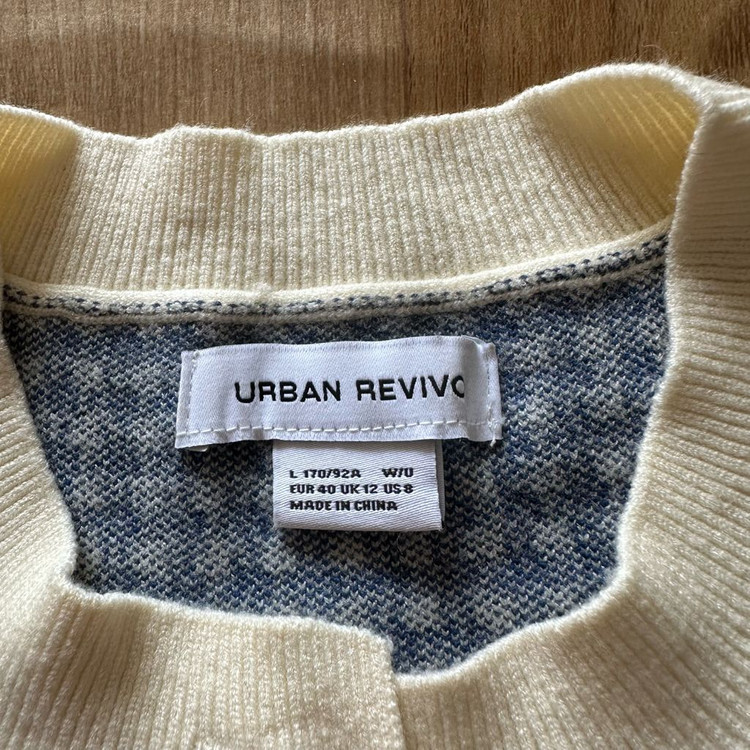 URBAN REVIVO
L 170/92A W/U
EUR 40 UK 12 US 8
MADE IN CHINA